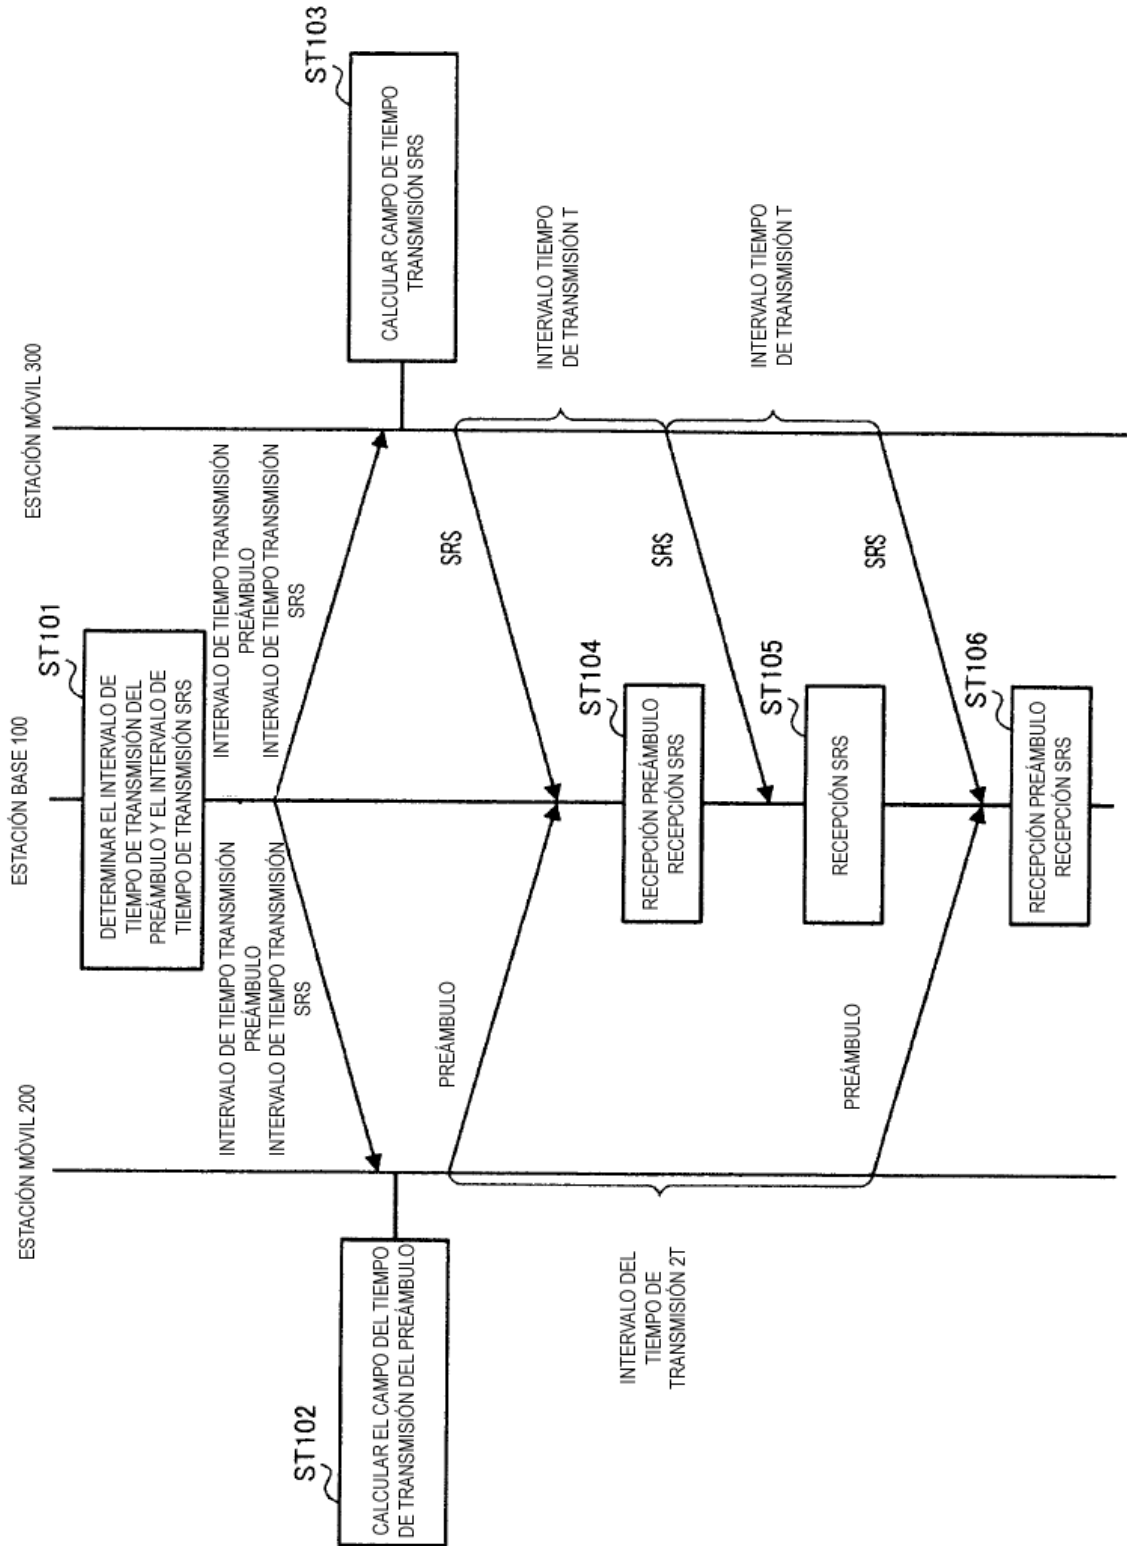 ESTACIÓN MÓVIL 200
ESTACIÓN BASE 100
ESTACIÓN MÓVIL 300
ST101
DETERMINAR EL INTERVALO DE
TIEMPO DE TRANSMISIÓN DEL
PREÁMBULO Y EL INTERVALO DE
TIEMPO DE TRANSMISIÓN SRS
INTERVALO DE TIEMPO TRANSMISIÓN
PREÁMBULO
INTERVALO DE TIEMPO TRANSMISIÓN
SRS
INTERVALO DE TIEMPO TRANSMISIÓN
PREÁMBULO
INTERVALO DE TIEMPO TRANSMISIÓN
SRS
ST102
CALCULAR EL CAMPO DEL TIEMPO
DE TRANSMISIÓN DEL PREÁMBULO
ST103
CALCULAR CAMPO DE TIEMPO
TRANSMISIÓN SRS
PREÁMBULO
SRS
INTERVALO TIEMPO
DE TRANSMISIÓN T
ST104
RECEPCIÓN PREÁMBULO
RECEPCIÓN SRS
INTERVALO DEL
TIEMPO DE
TRANSMISIÓN 2T
SRS
INTERVALO TIEMPO
DE TRANSMISIÓN T
ST105
RECEPCIÓN SRS
PREÁMBULO
SRS
ST106
RECEPCIÓN PREÁMBULO
RECEPCIÓN SRS